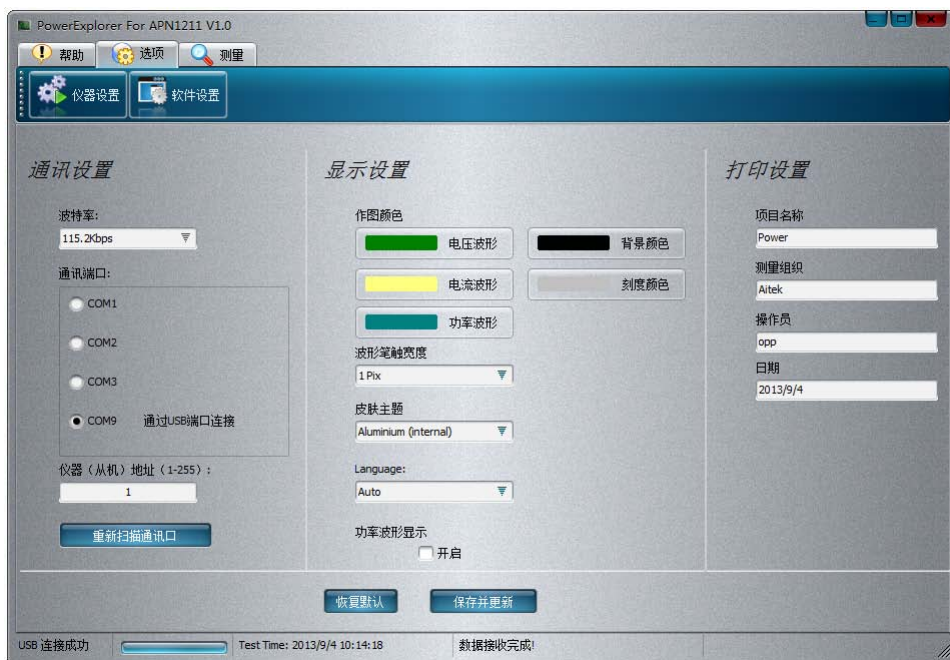 PowerExplorer For APN1211 V1.0
帮助 选项 测量
仪器设置 软件设置
通讯设置
波特率:
115.2Kbps
通讯端口:
COM1
COM2
COM3
COM9 通过USB端口连接
仪器（从机）地址（1-255）:
1
重新扫描通讯口
显示设置
作图颜色
电压波形 背景颜色
电流波形 刻度颜色
功率波形
波形笔触宽度
1 Pix
皮肤主题
Aluminium (internal)
Language:
Auto
功率波形显示
开启
打印设置
项目名称
Power
测量组织
Aitek
操作员
opp
日期
2013/9/4
恢复默认 保存并更新
USB 连接成功 Test Time: 2013/9/4 10:14:18 数据接收完成!